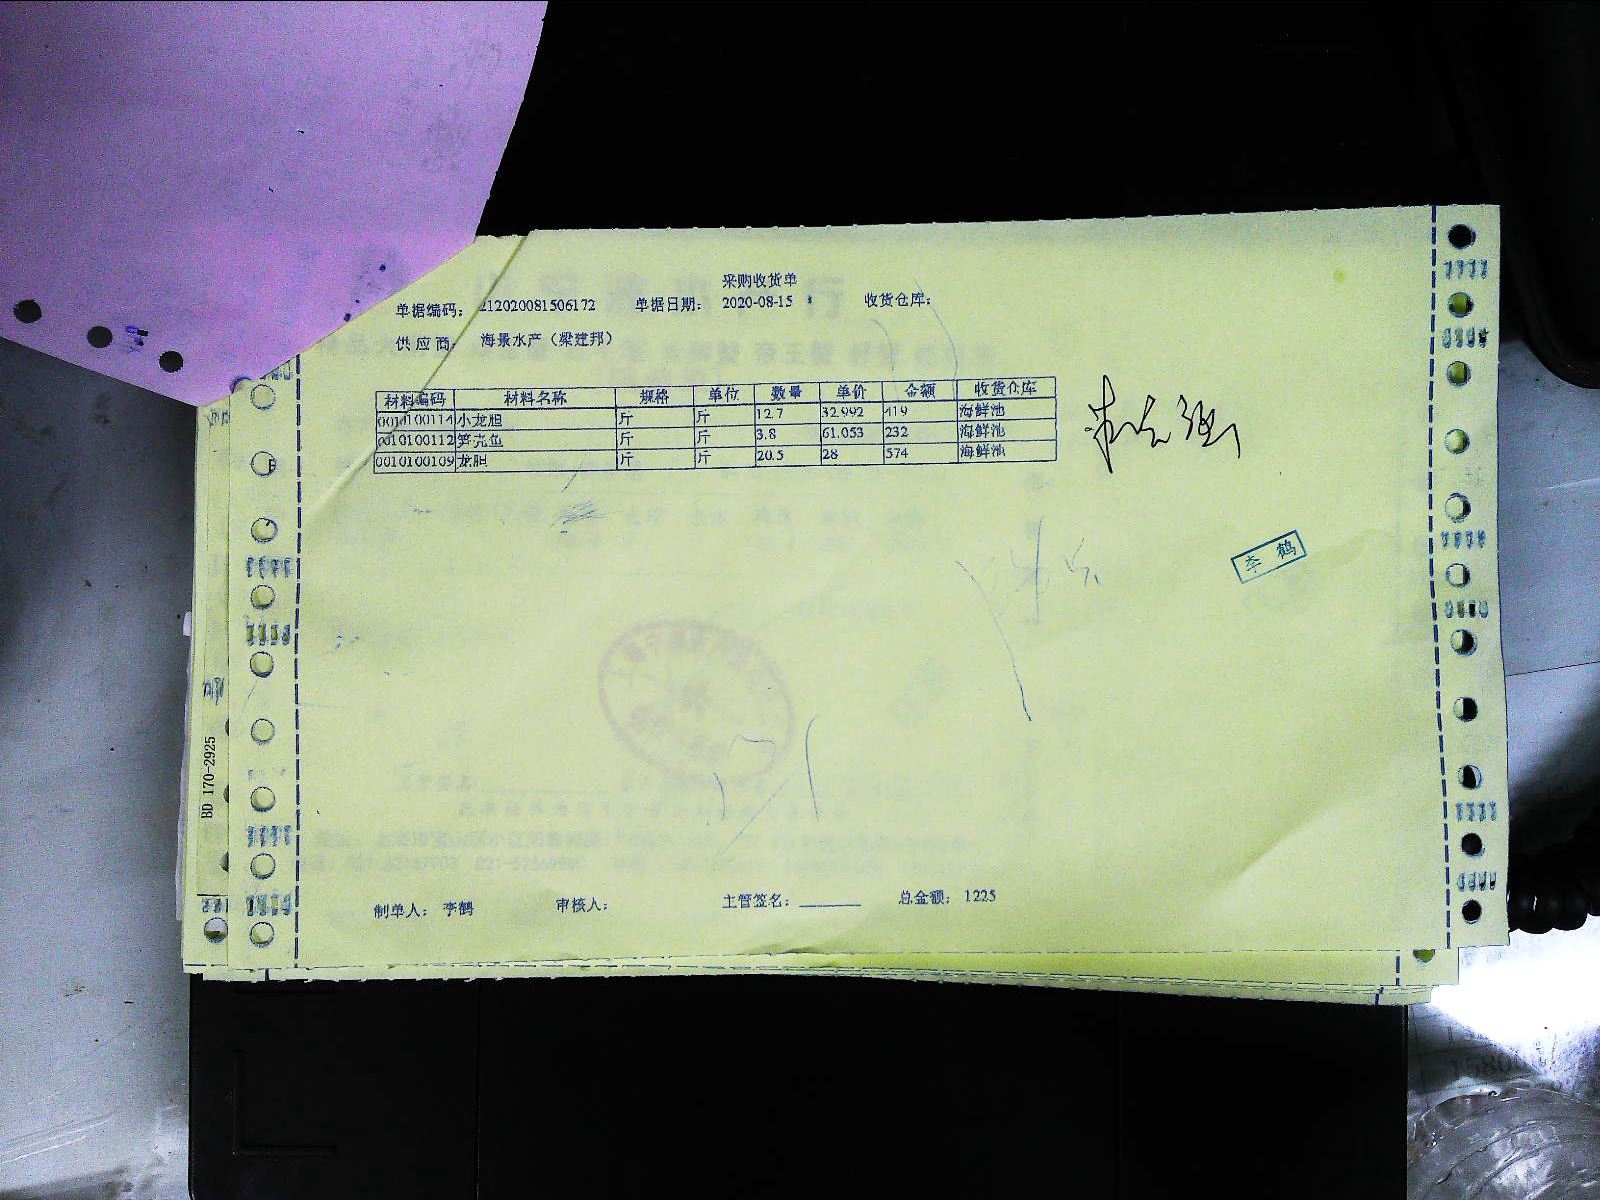 采购收货单
单据编码： 212020081506172 单据日期： 2020-08-15 收货仓库：
供应商： 海景水产（梁建邦）
材料编码 材料名称 规格 单位 数量 单价 金额 收货仓库
0010100114 小龙胆 斤 斤 12.7 32.992 419 海鲜池
0010100112 笋壳鱼 斤 斤 3.8 61.053 232 海鲜池
0010100109 龙胆 斤 斤 20.5 28 574 海鲜池
李鹤
BD 170-2925
制单人： 李鹤 审核人： 主管签名： 总金额： 1225